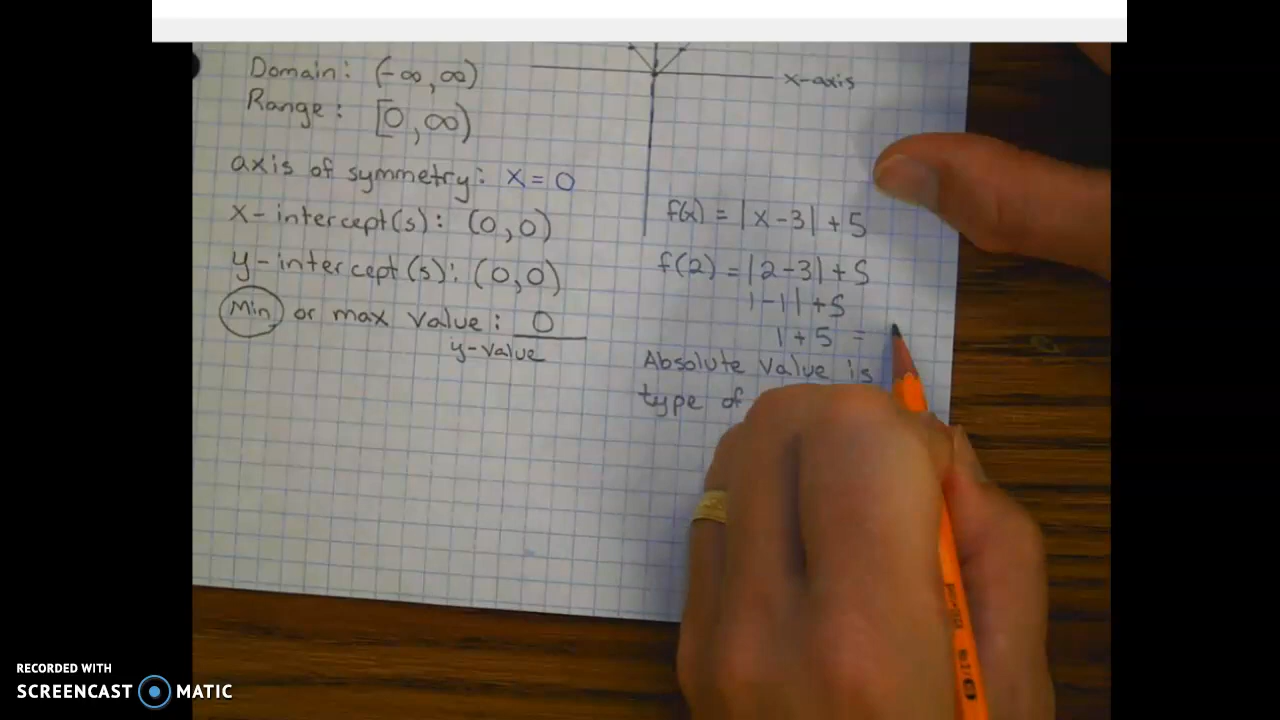 x-axis
Domain: (-∞, ∞)
Range: [0, ∞)
axis of symmetry: x = 0
x-intercept(s): (0,0)
y-intercept(s): (0,0)
Min or max value: 0
y-value
f(x) = |x-3| + 5
f(2) = |2-3| + 5
|-1| + 5
1 + 5 =
Absolute Value is
type of
RECORDED WITH
SCREENCAST MATIC